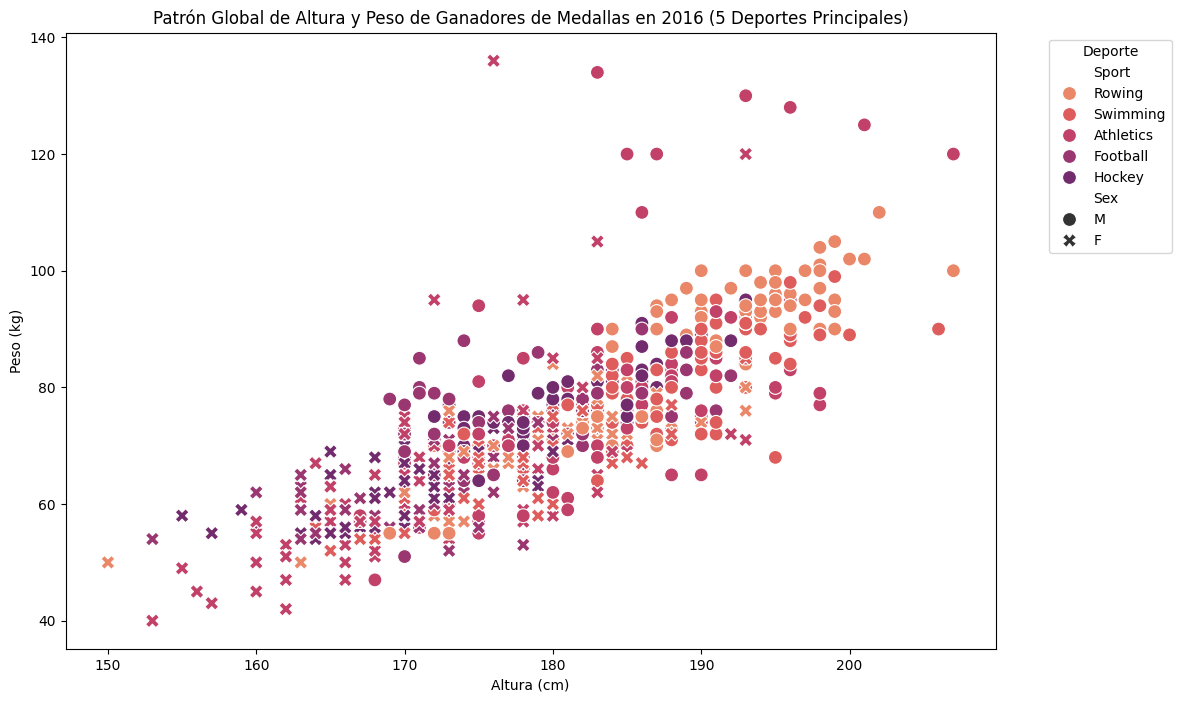 Patrón Global de Altura y Peso de Ganadores de Medallas en 2016 (5 Deportes Principales)
140
120
100
80
60
40
Peso (kg)
150
160
170
180
190
200
Altura (cm)
Deporte
Sport
Rowing
Swimming
Athletics
Football
Hockey
Sex
M
F